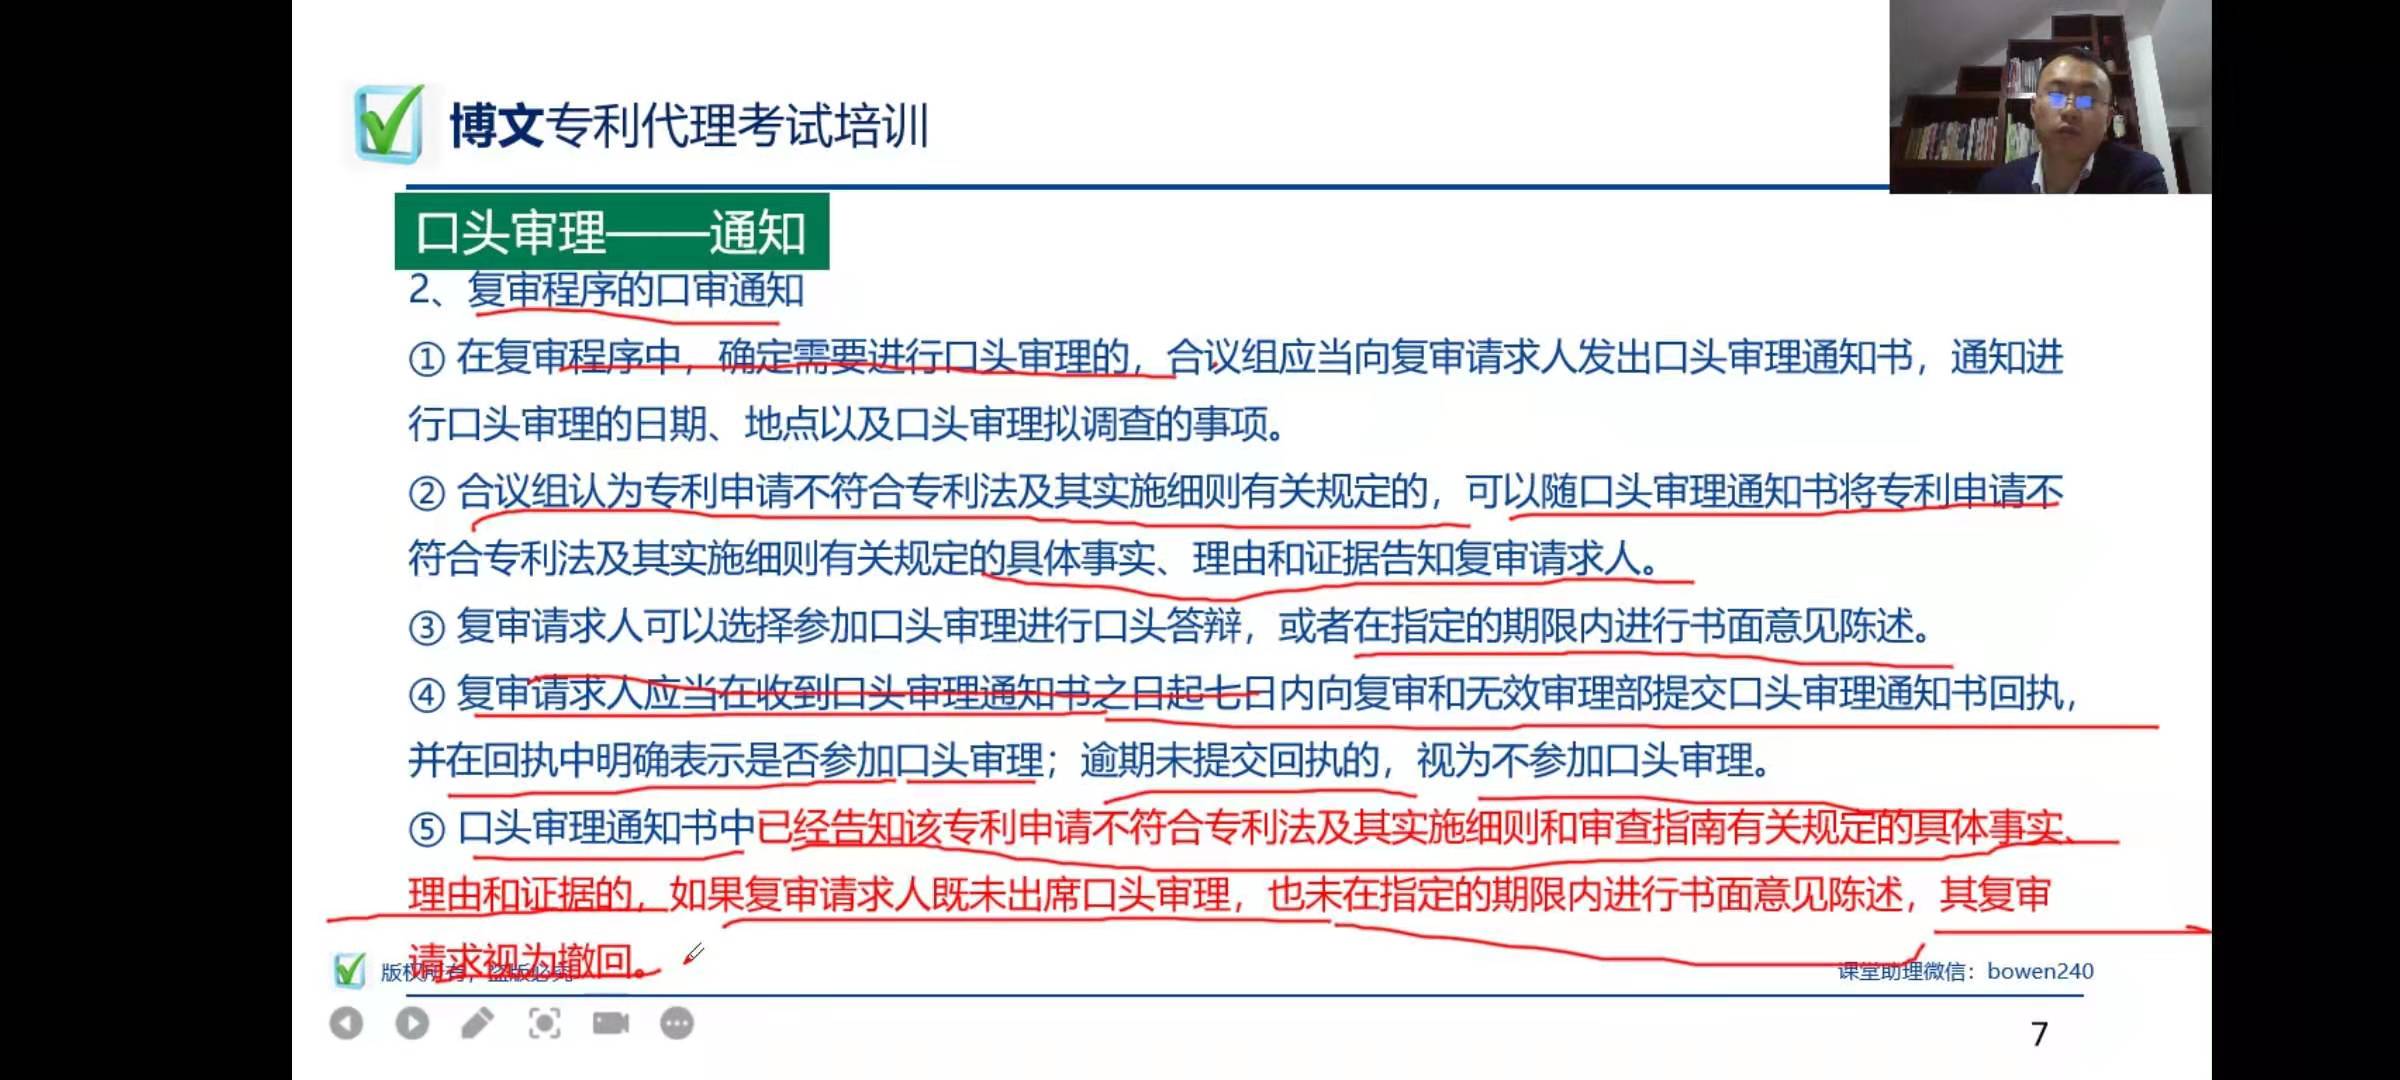 博文专利代理考试培训
口头审理——通知
2、复审程序的口审通知
① 在复审程序中，确定需要进行口头审理的，合议组应当向复审请求人发出口头审理通知书，通知进
行口头审理的日期、地点以及口头审理拟调查的事项。
② 合议组认为专利申请不符合专利法及其实施细则有关规定的，可以随口头审理通知书将专利申请不
符合专利法及其实施细则有关规定的具体事实、理由和证据告知复审请求人。
③ 复审请求人可以选择参加口头审理进行口头答辩，或者在指定的期限内进行书面意见陈述。
④ 复审请求人应当在收到口头审理通知书之日起七日内向复审和无效审理部提交口头审理通知书回执，
并在回执中明确表示是否参加口头审理；逾期未提交回执的，视为不参加口头审理。
⑤ 口头审理通知书中已经告知该专利申请不符合专利法及其实施细则和审查指南有关规定的具体事实、
理由和证据的，如果复审请求人既未出席口头审理，也未在指定的期限内进行书面意见陈述，其复审
请求视为撤回。
版权所有，盗版必究
课堂助理微信：bowen240
7